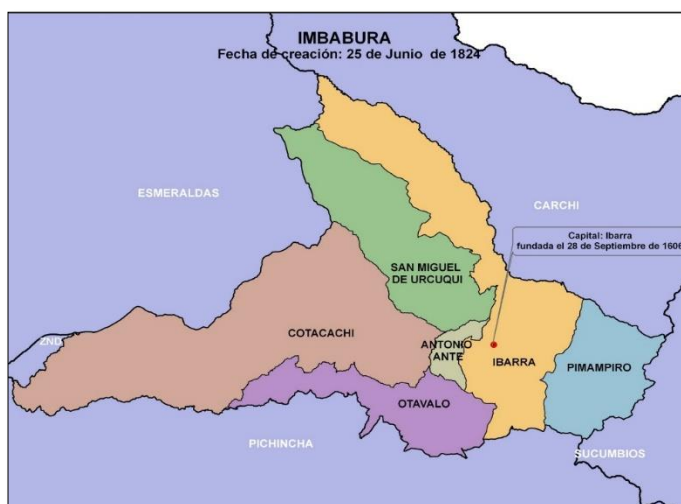 IMBABURA
Fecha de creación: 25 de Junio de 1824
ESMERALDAS
CARCHI
Capital: Ibarra
fundada el 28 de Septiembre de 1606
SAN MIGUEL
DE URCUQUI
ZND
COTACACHI
ANTONIO
ANTE
IBARRA
PIMAMPIRO
OTAVALO
PICHINCHA
SUCUMBIOS